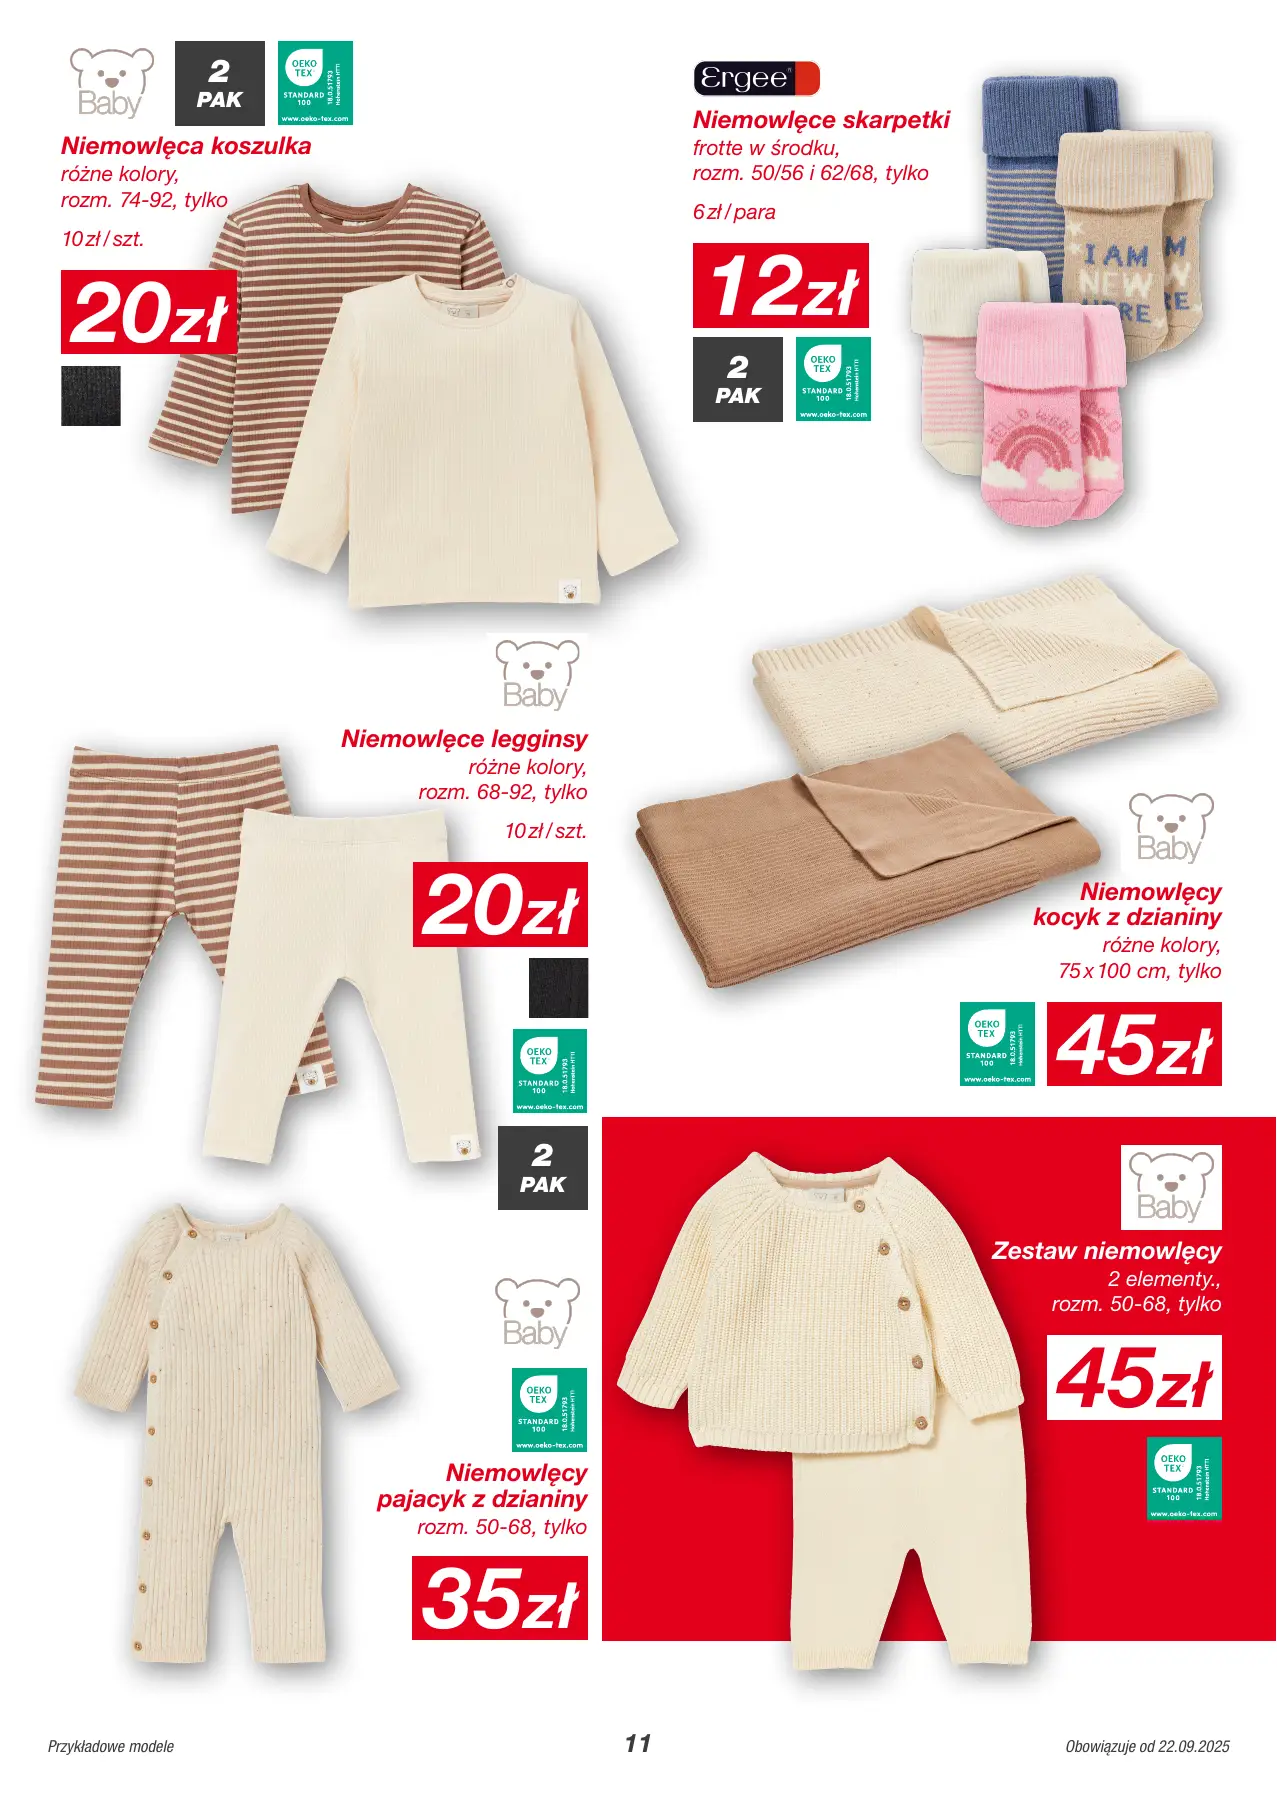 Baby
2
PAK
OEKO
TEX®
STANDARD
100
18.0.51793
Hohenstein HTTI
www.oeko-tex.com
Niemowlęca koszulka
różne kolory,
rozm. 74-92, tylko
10 zł / szt.
20zł
Ergee®
Niemowlęce skarpetki
frotte w środku,
rozm. 50/56 i 62/68, tylko
6 zł / para
12zł
2
PAK
OEKO
TEX®
STANDARD
100
18.0.51793
Hohenstein HTTI
www.oeko-tex.com
I AM
NEW
HERE
Baby
Niemowlęce legginsy
różne kolory,
rozm. 68-92, tylko
10 zł / szt.
20zł
OEKO
TEX®
STANDARD
100
18.0.51793
Hohenstein HTTI
www.oeko-tex.com
2
PAK
Baby
Niemowlęcy
kocyk z dzianiny
różne kolory,
75 x 100 cm, tylko
OEKO
TEX®
STANDARD
100
18.0.51793
Hohenstein HTTI
www.oeko-tex.com
45zł
Baby
OEKO
TEX®
STANDARD
100
18.0.51793
Hohenstein HTTI
www.oeko-tex.com
Niemowlęcy
pajacyk z dzianiny
rozm. 50-68, tylko
35zł
Baby
Zestaw niemowlęcy
2 elementy.,
rozm. 50-68, tylko
45zł
OEKO
TEX®
STANDARD
100
18.0.51793
Hohenstein HTTI
www.oeko-tex.com
Przykładowe modele
11
Obowiązuje od 22.09.2025